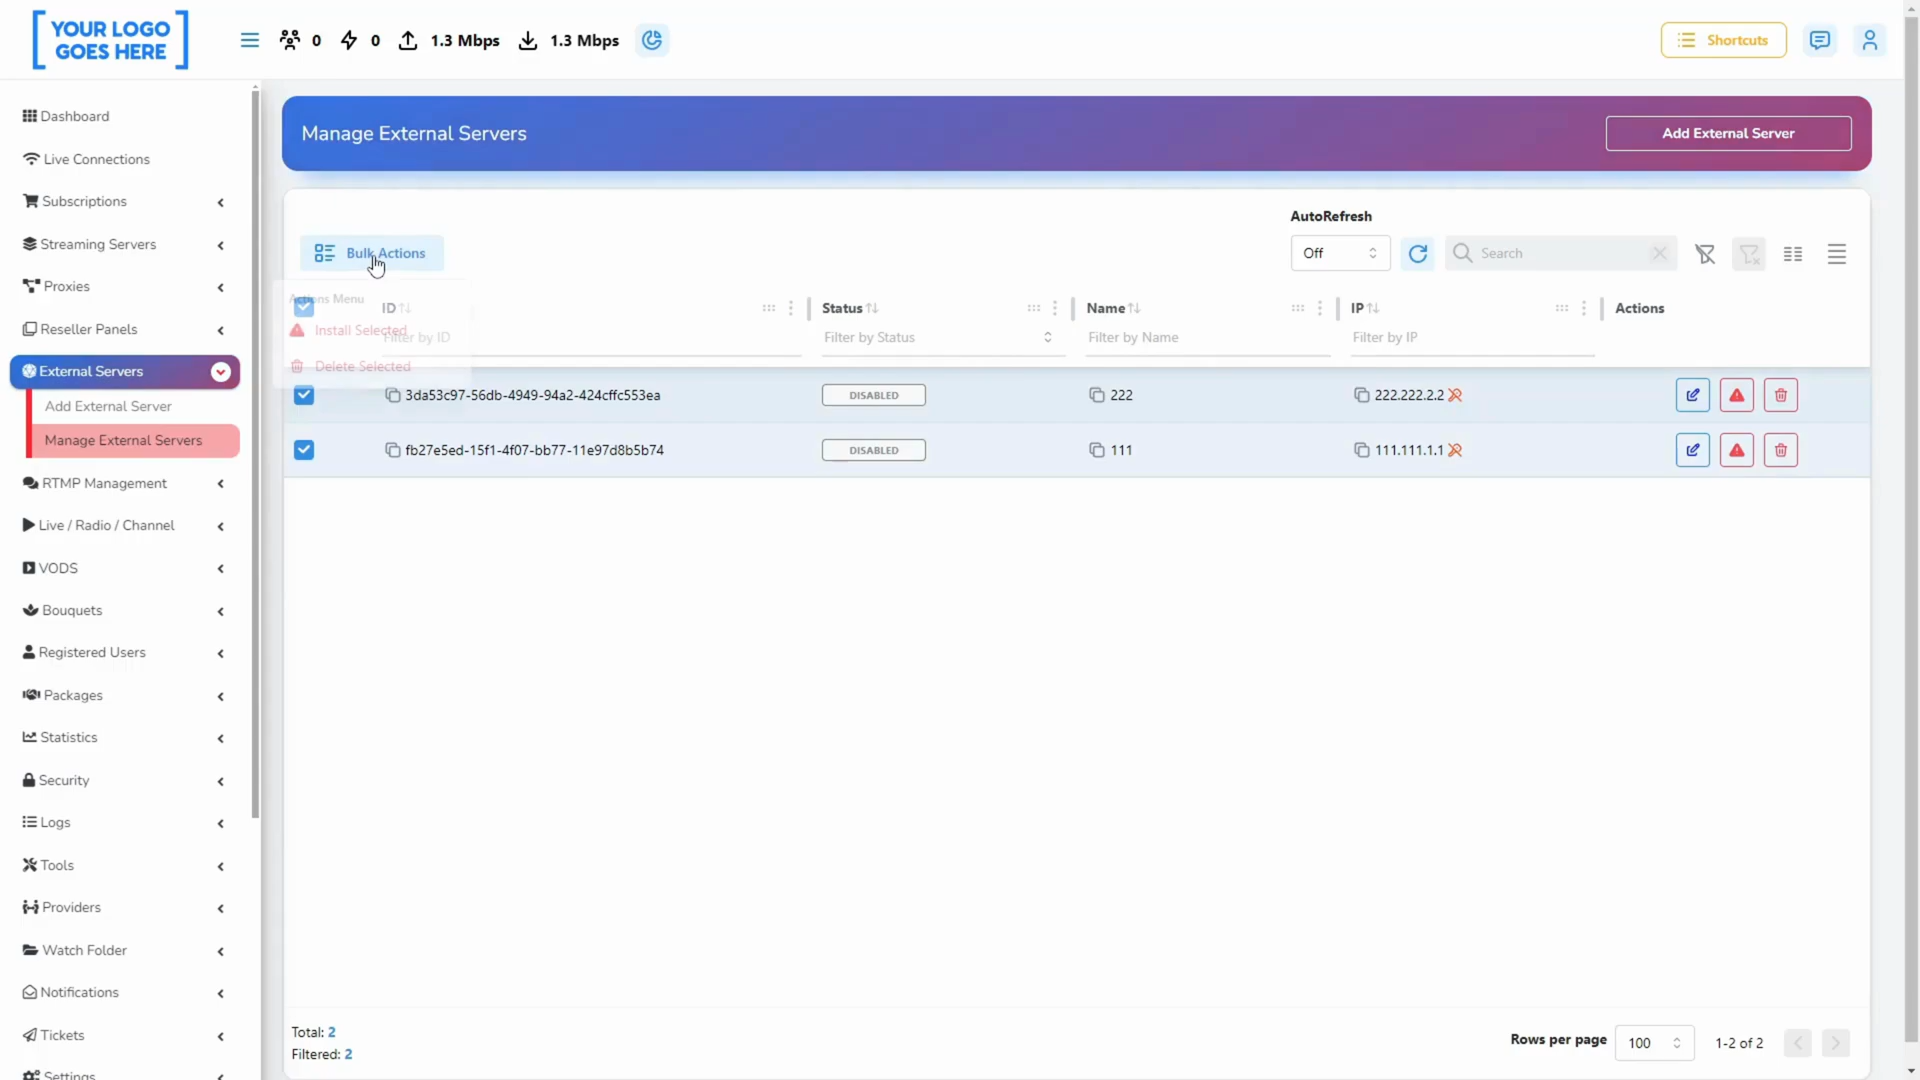 YOUR LOGO
GOES HERE
0
0
1.3 Mbps
1.3 Mbps
Shortcuts
Dashboard
Live Connections
Subscriptions
Streaming Servers
Proxies
Reseller Panels
External Servers
Add External Server
Manage External Servers
RTMP Management
Live / Radio / Channel
VODS
Bouquets
Registered Users
Packages
Statistics
Security
Logs
Tools
Providers
Watch Folder
Notifications
Tickets
Settings
Manage External Servers
Add External Server
AutoRefresh
Bulk Actions
Off
Search
Actions Menu
Install Selected
Delete Selected
ID
Status
Name
IP
Actions
Filter by ID
Filter by Status
Filter by Name
Filter by IP
3da53c97-56db-4949-94a2-424cffc553ea
DISABLED
222
222.222.2.2
fb27e5ed-15f1-4f07-bb77-11e97d8b5b74
DISABLED
111
111.111.1.1
Total: 2
Filtered: 2
Rows per page
100
1-2 of 2